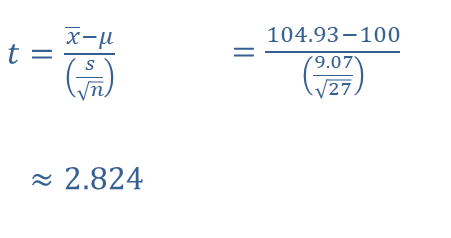 t = (x̅−μ)/(s/√n) = (104.93−100)/(9.07/√27)
≈ 2.824